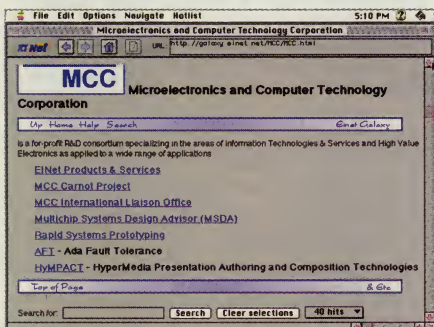 File Edit Options Navigate Hotlist 5:10 PM
Microelectronics and Computer Technology Corporation
EI Net URL: http://galaxy.einet.net/MCC/MCC.html
MCC Microelectronics and Computer Technology
Corporation
Up Home Help Search Einet Galaxy
is a for-profit R&D consortium specializing in the areas of information Technologies & Services and High Value
Electronics as applied to a wide range of applications
EINet Products & Services
MCC Carnot Project
MCC International Liaison Office
Multichip Systems Design Advisor (MSDA)
Rapid Systems Prototyping
AFT - Ada Fault Tolerance
HyMPACT - HyperMedia Presentation Authoring and Composition Technologies
Top of Page & Etc
Search for: Search Clear selections 40 hits